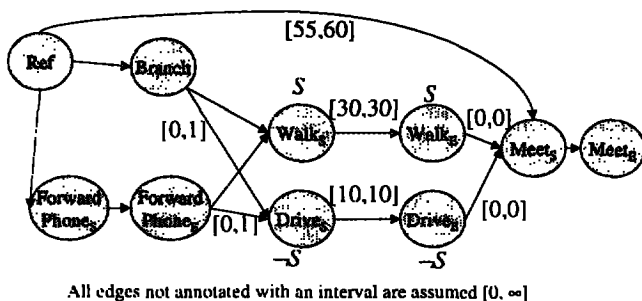 [55,60]
Ref
Branch
S
S
[30,30]
[0,0]
[0,1]
Walk_S
Walk_E
Meet_S
Meet_E
Forward
Phone_S
Forward
Phone_E
[0,1]
[10,10]
Drive_S
Drive_E
[0,0]
¬S
¬S
All edges not annotated with an interval are assumed [0, ∞]